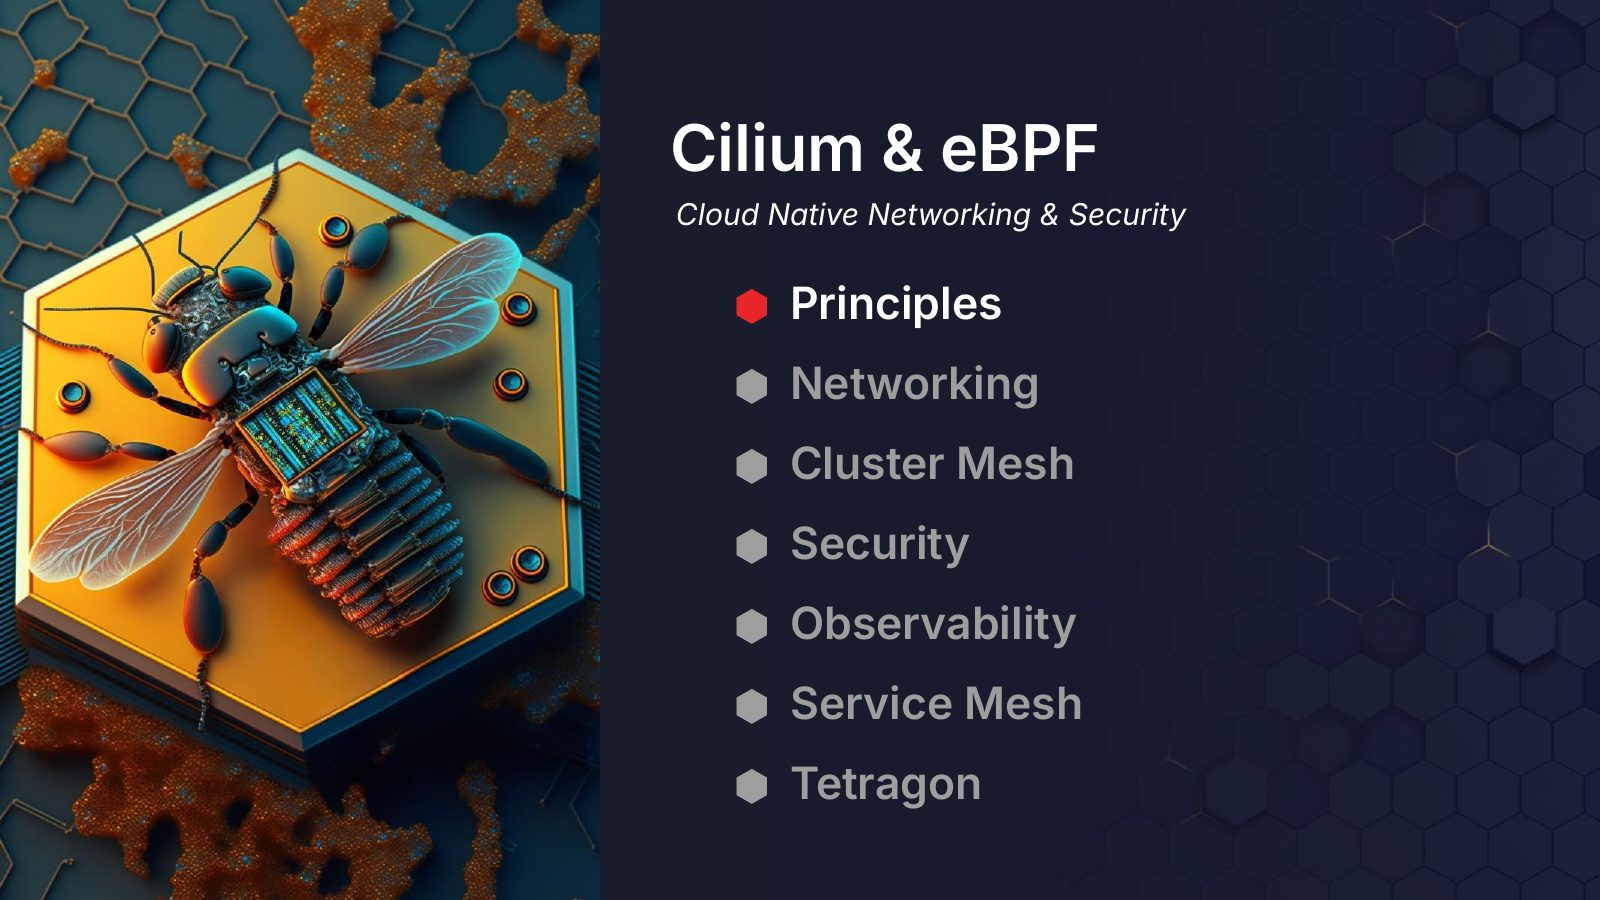 Cilium & eBPF
Cloud Native Networking & Security
Principles
Networking
Cluster Mesh
Security
Observability
Service Mesh
Tetragon